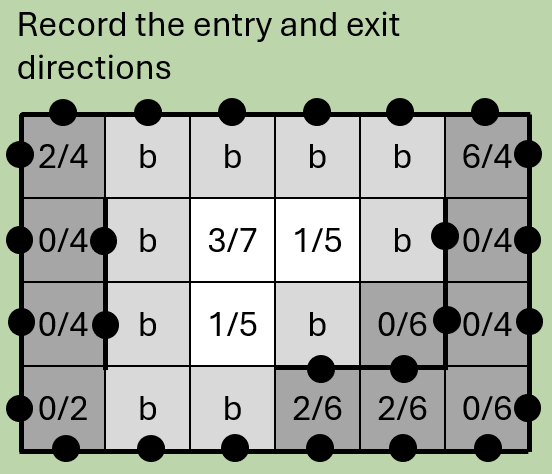 Record the entry and exit
directions
2/4 b b b b 6/4
0/4 b 3/7 1/5 b 0/4
0/4 b 1/5 b 0/6 0/4
0/2 b b 2/6 2/6 0/6